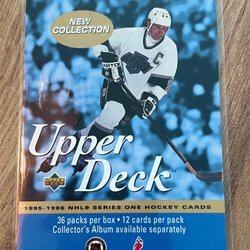 NEW
COLLECTION
Upper
Deck
1995-1996 NHL® SERIES ONE HOCKEY CARDS
36 packs per box • 12 cards per pack
Collector's Album available separately